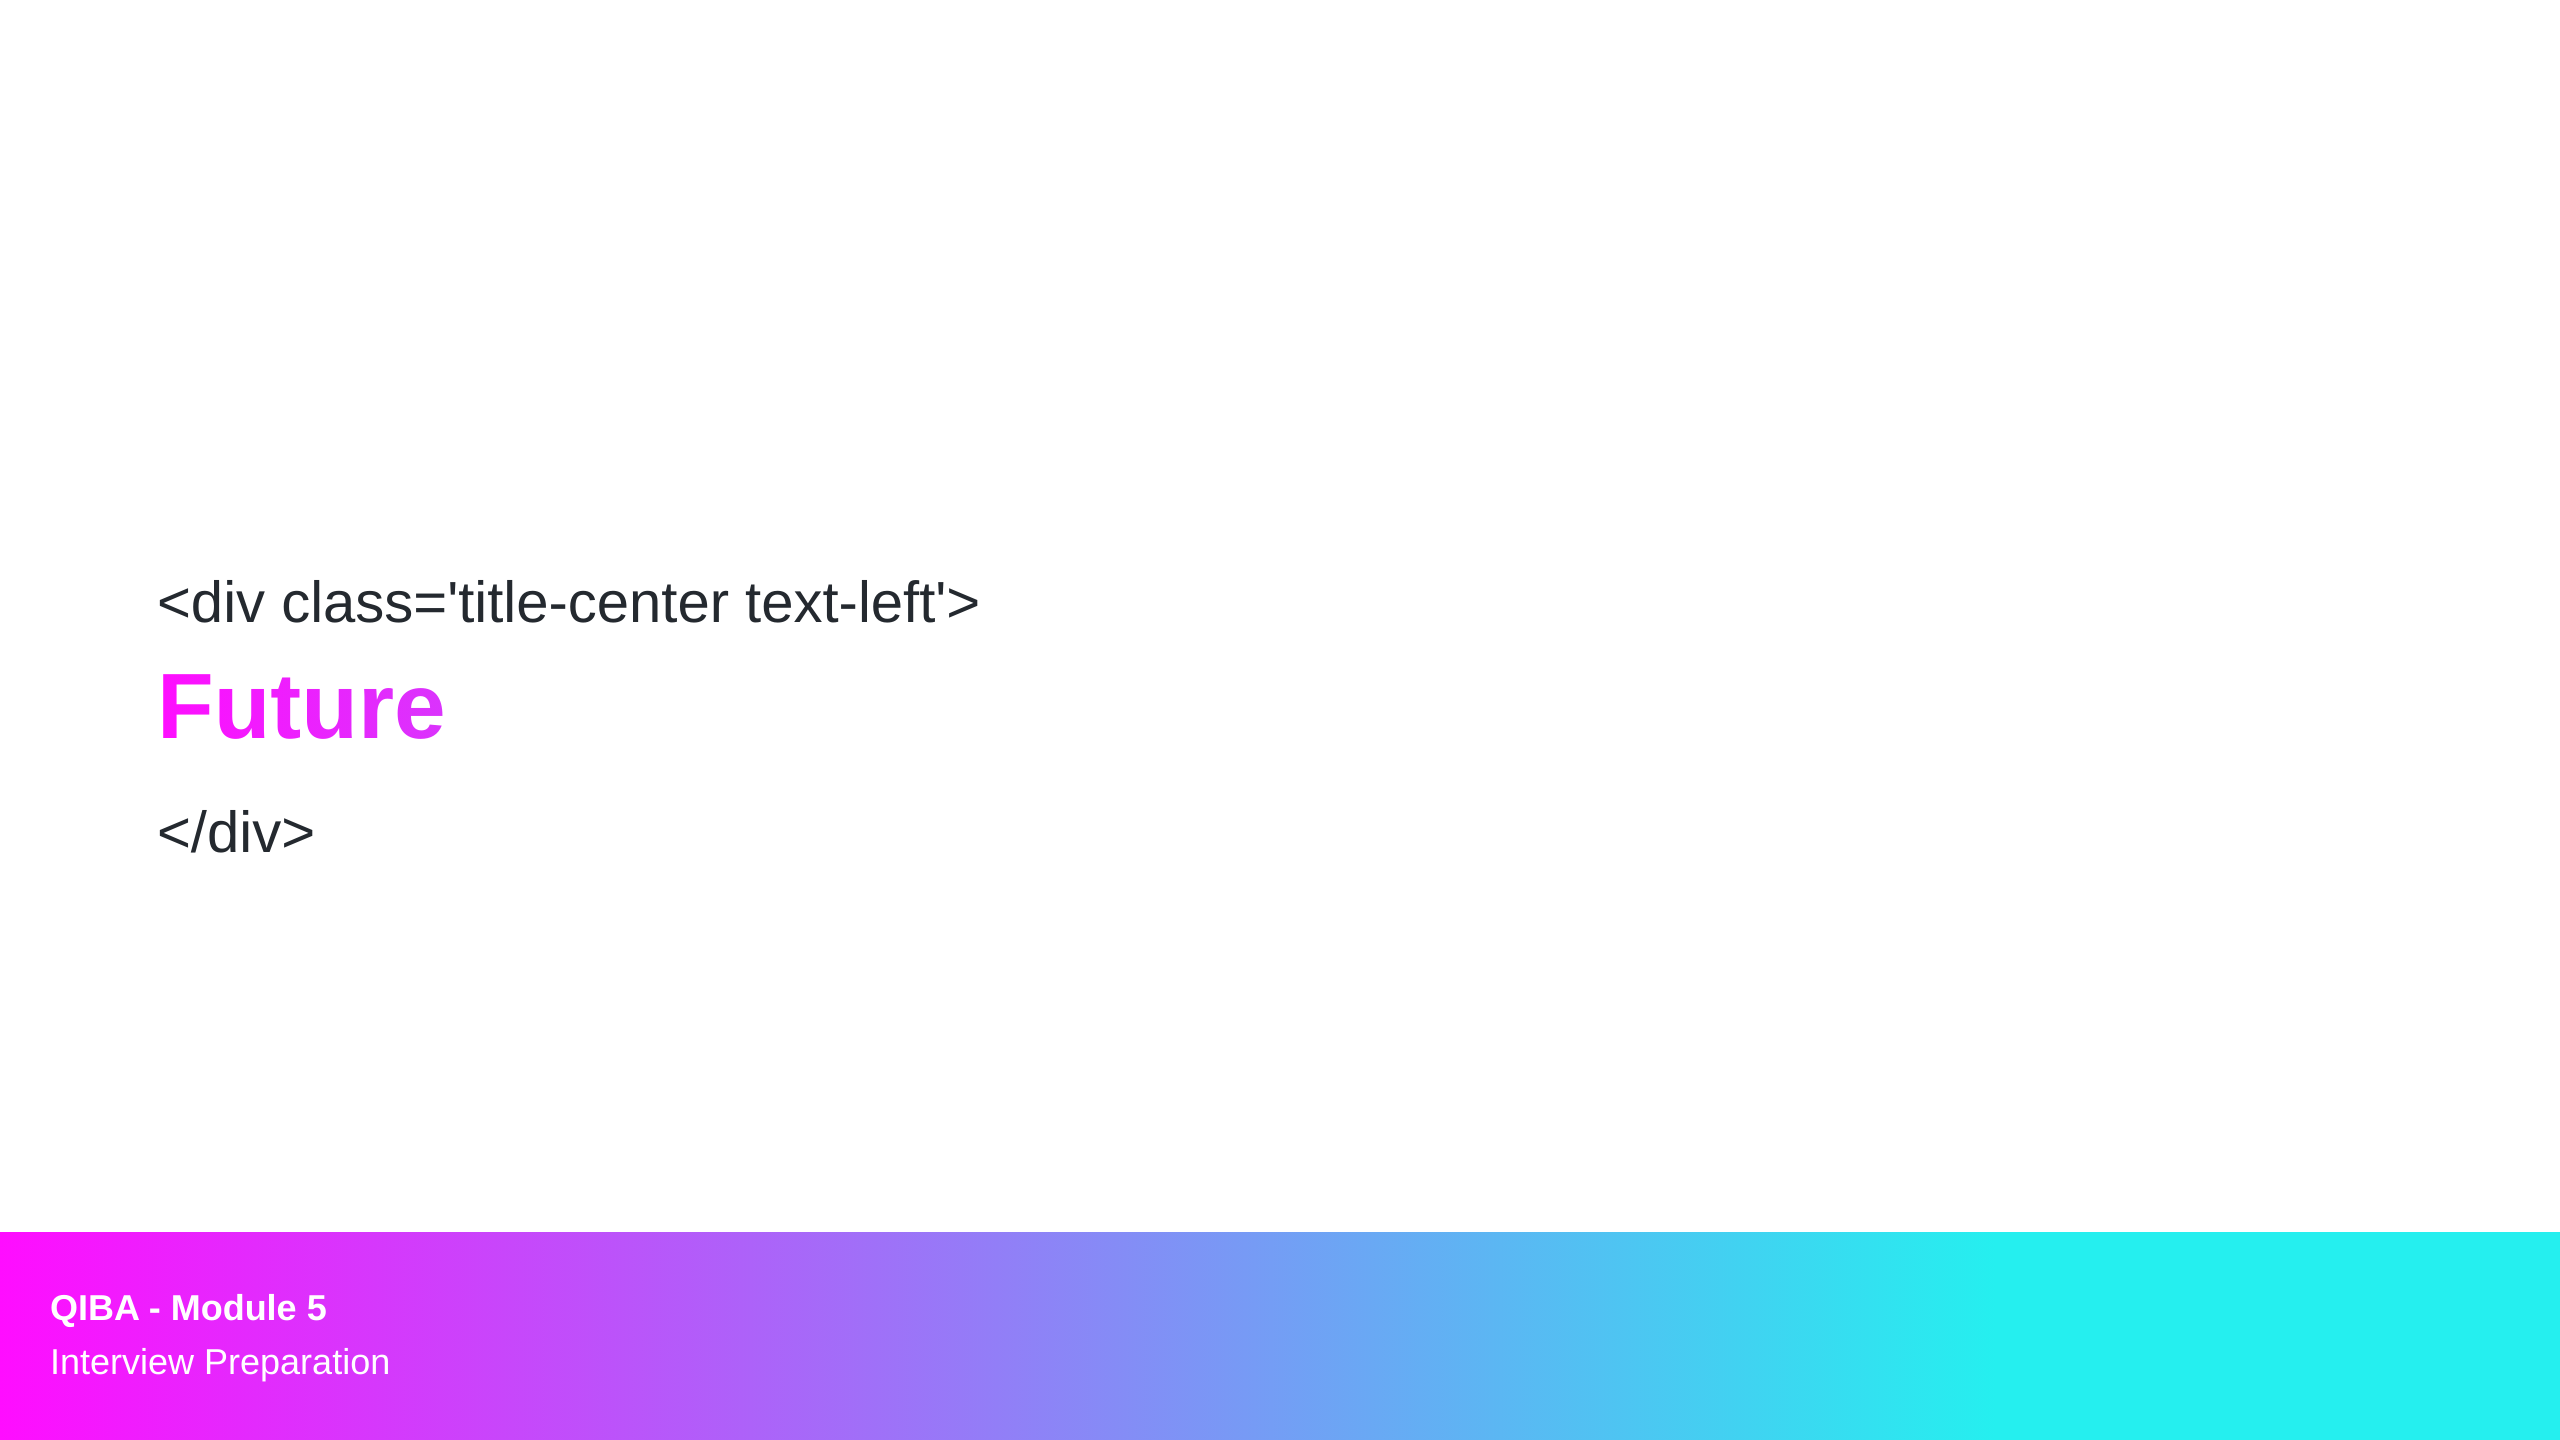 <div class='title-center text-left'>
Future
</div>
QIBA - Module 5
Interview Preparation